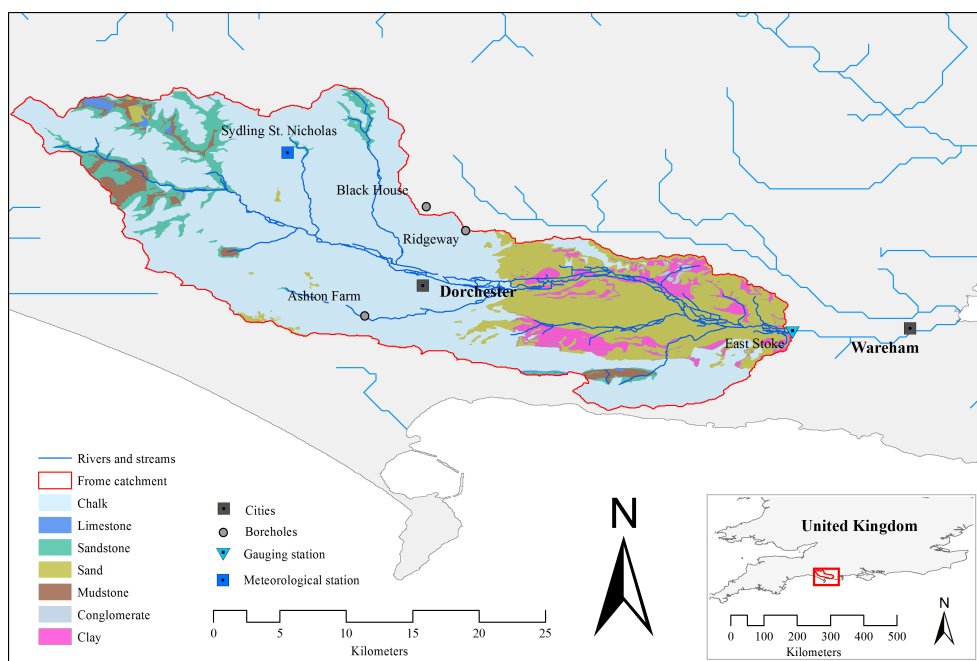 Sydling St. Nicholas
Black House
Ridgeway
Ashton Farm
Dorchester
East Stoke
Wareham
Rivers and streams
Frome catchment
Chalk
Limestone
Sandstone
Sand
Mudstone
Conglomerate
Clay
Cities
Boreholes
Gauging station
Meteorological station
0 5 10 15 20 25
Kilometers
N
United Kingdom
N
0 100 200 300 400 500
Kilometers